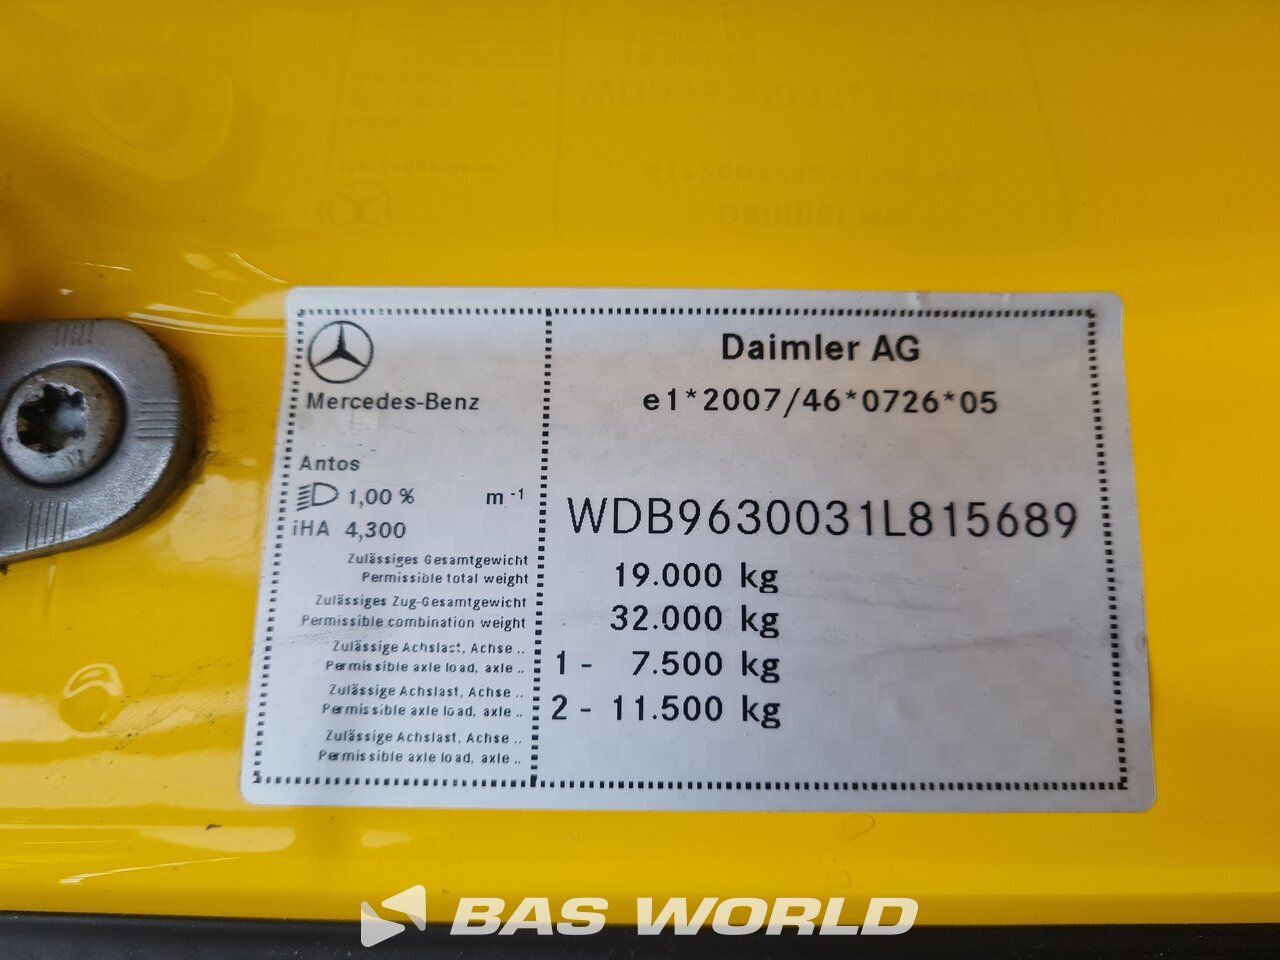 Mercedes-Benz
Antos
1,00 % m⁻¹
iHA 4,300
Zulässiges Gesamtgewicht
Permissible total weight
Zulässiges Zug-Gesamtgewicht
Permissible combination weight
Zulässige Achslast, Achse ..
Permissible axle load, axle ..
Zulässige Achslast, Achse ..
Permissible axle load, axle ..
Zulässige Achslast, Achse ..
Permissible axle load, axle ..
Daimler AG
e1*2007/46*0726*05
WDB9630031L815689
19.000 kg
32.000 kg
1 - 7.500 kg
2 - 11.500 kg
BAS WORLD